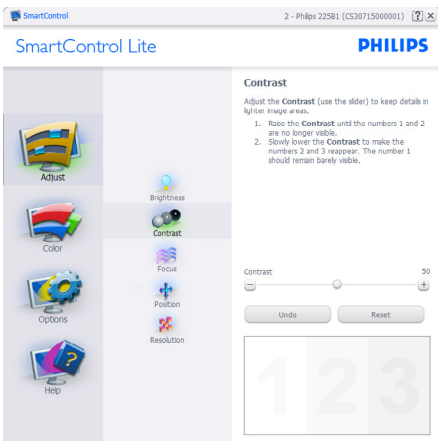 SmartControl
2 - Philips 225B1 (CS30715000001)
?
SmartControl Lite
PHILIPS
Adjust
Color
Options
Help
Brightness
Contrast
Focus
Position
Resolution
Contrast
Adjust the Contrast (use the slider) to keep details in
lighter image areas.
1. Raise the Contrast until the numbers 1 and 2
are no longer visible.
2. Slowly lower the Contrast to make the
numbers 2 and 3 reappear. The number 1
should remain barely visible.
Contrast 50
Undo Reset
1 2 3